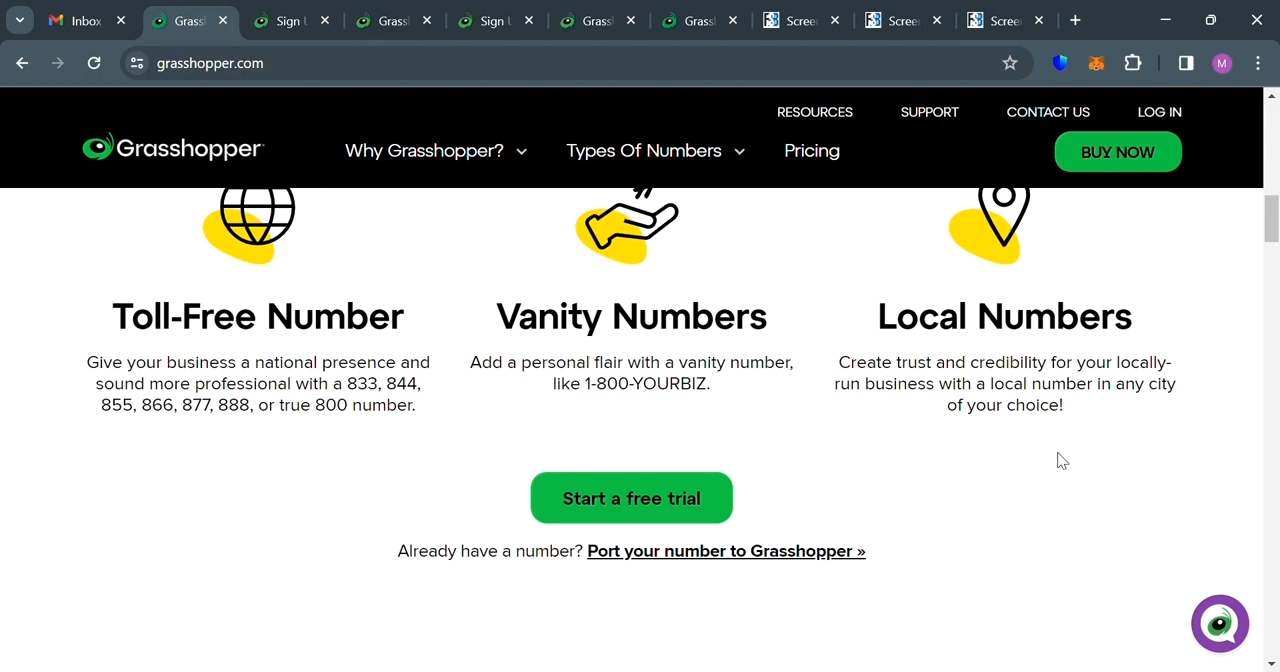 Inbox
Grassl
Sign U
Grassl
Sign U
Grassl
Grassl
Scree
Scree
Scree
grasshopper.com
M
RESOURCES SUPPORT CONTACT US LOG IN
Grasshopper Why Grasshopper? Types Of Numbers Pricing BUY NOW
Toll-Free Number
Give your business a national presence and
sound more professional with a 833, 844,
855, 866, 877, 888, or true 800 number.
Vanity Numbers
Add a personal flair with a vanity number,
like 1-800-YOURBIZ.
Local Numbers
Create trust and credibility for your locally-
run business with a local number in any city
of your choice!
Start a free trial
Already have a number? Port your number to Grasshopper »